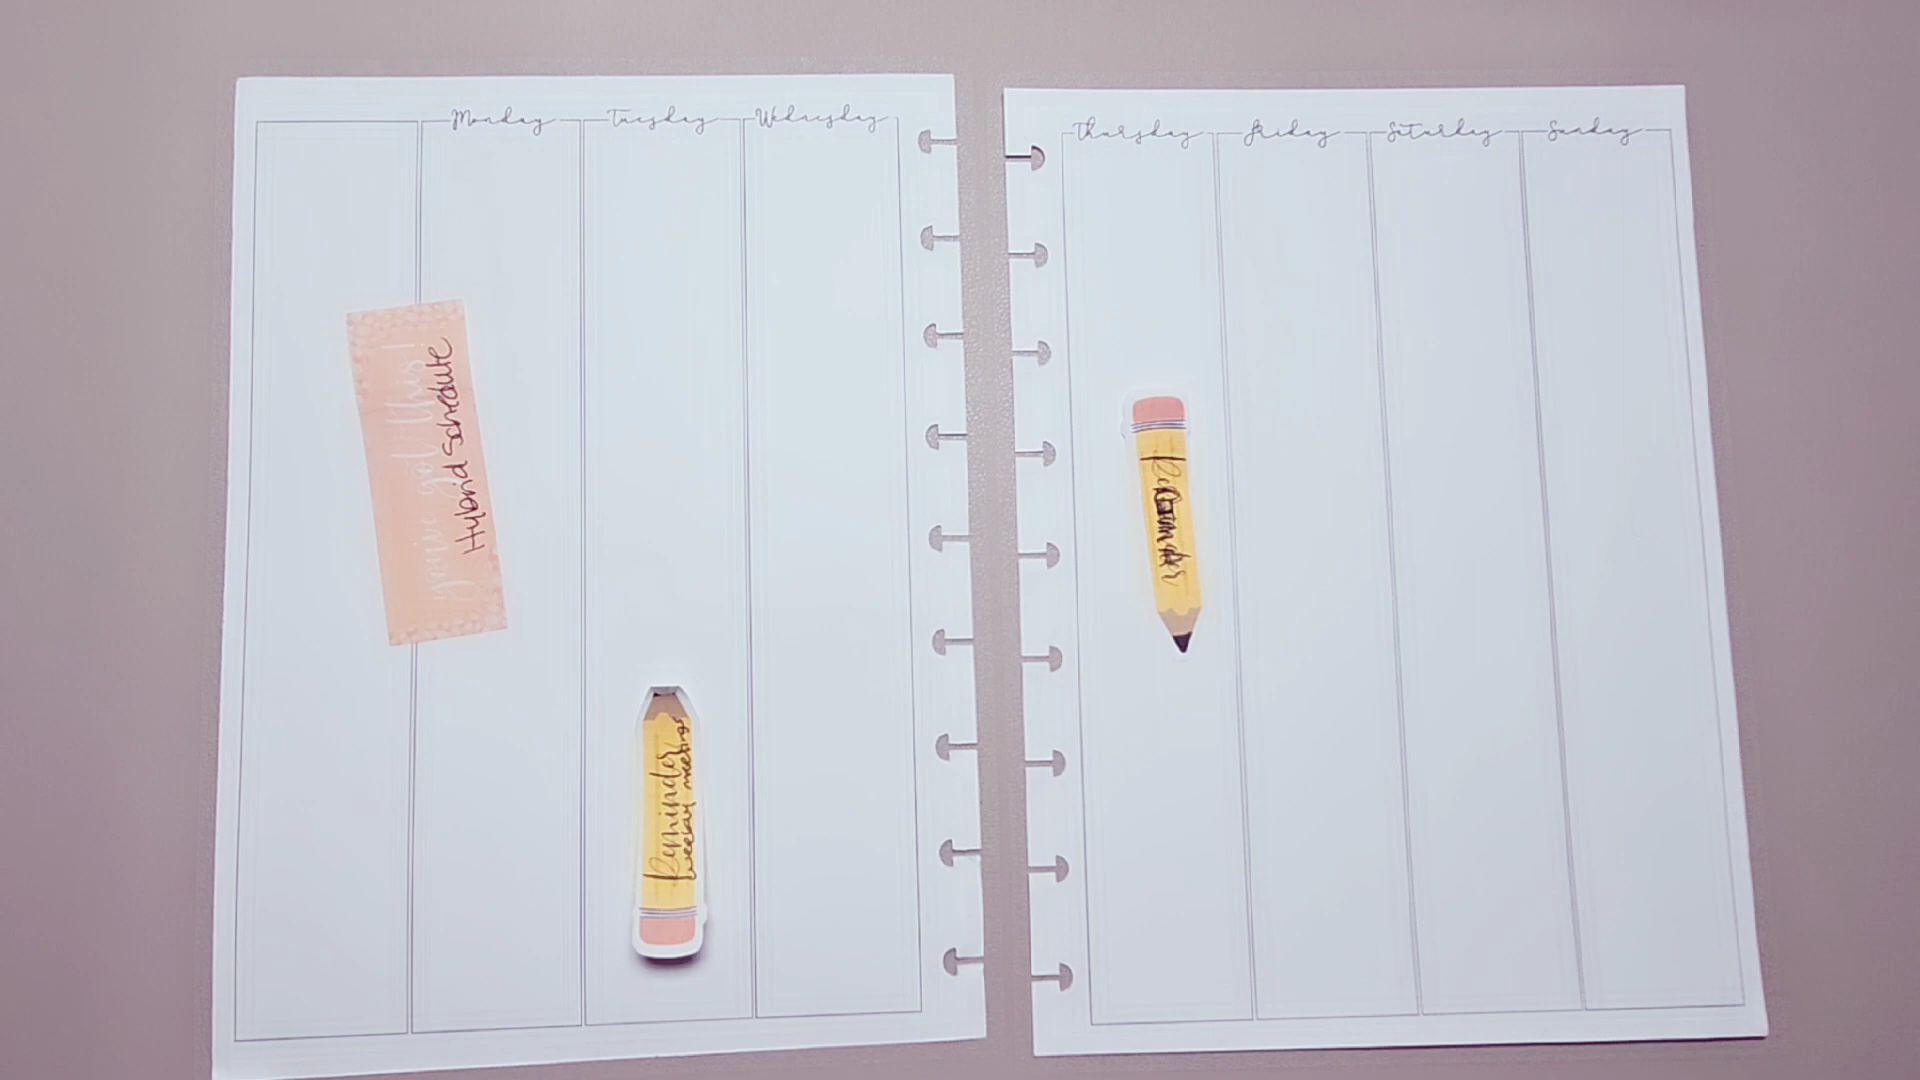 Monday
Tuesday
Wednesday
Thursday
Friday
Saturday
Sunday
you've got this!
Hybrid Schedule
Reminder
weekly meetings
Reminder